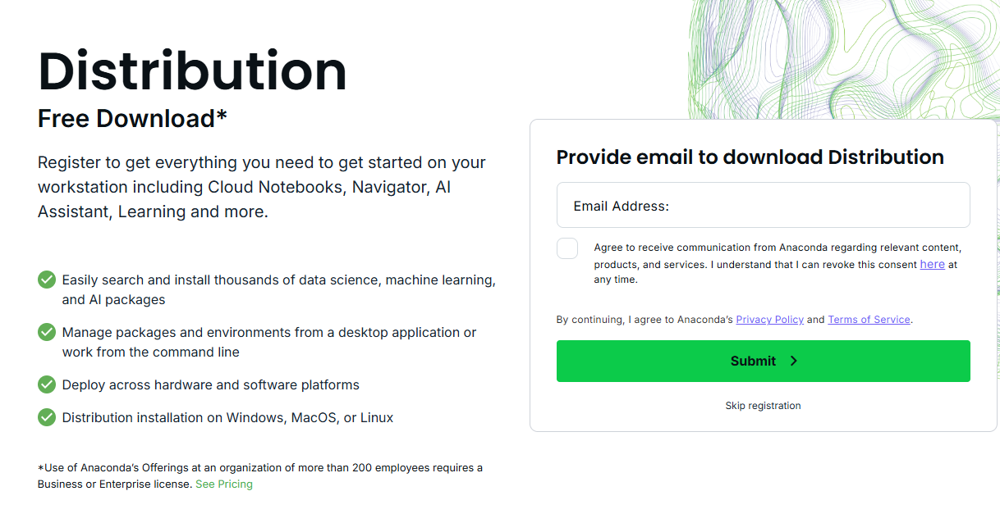 Distribution
Free Download*
Register to get everything you need to get started on your
workstation including Cloud Notebooks, Navigator, AI
Assistant, Learning and more.
Easily search and install thousands of data science, machine learning,
and AI packages
Manage packages and environments from a desktop application or
work from the command line
Deploy across hardware and software platforms
Distribution installation on Windows, MacOS, or Linux
*Use of Anaconda’s Offerings at an organization of more than 200 employees requires a
Business or Enterprise license. See Pricing
Provide email to download Distribution
Email Address:
Agree to receive communication from Anaconda regarding relevant content,
products, and services. I understand that I can revoke this consent here at
any time.
By continuing, I agree to Anaconda’s Privacy Policy and Terms of Service.
Submit
Skip registration